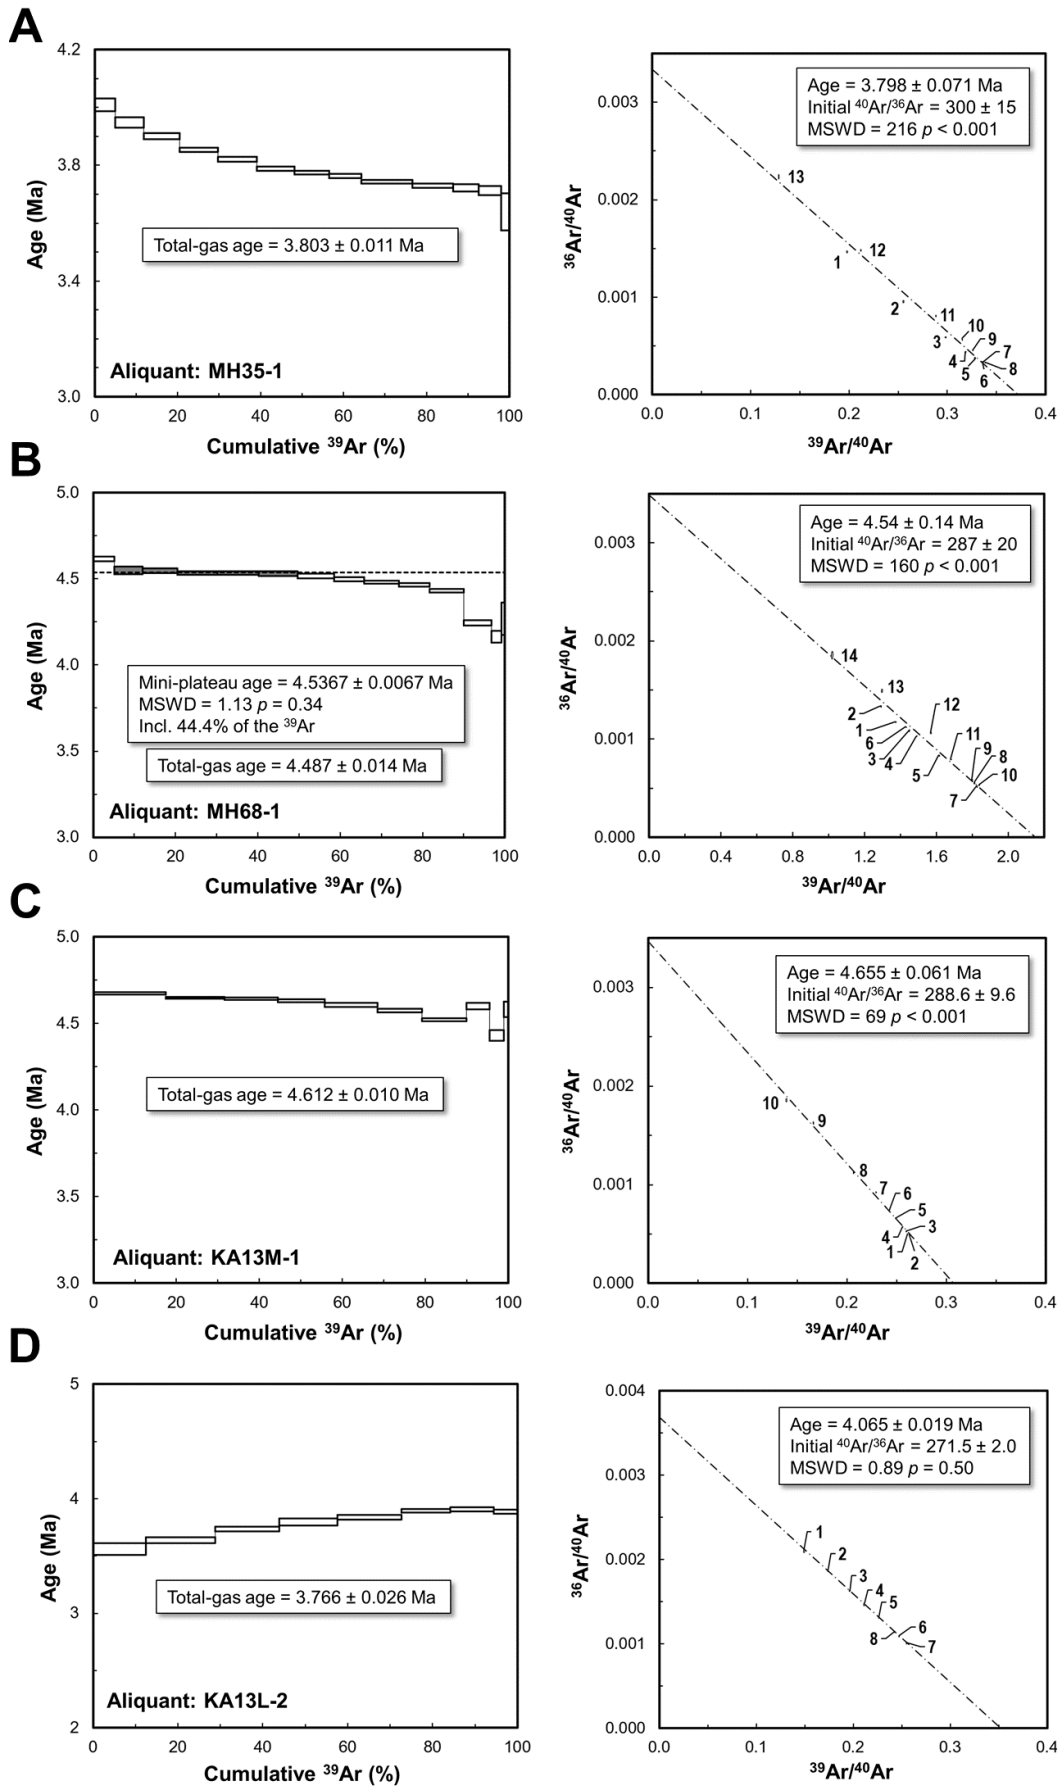 A
4.2
3.8
3.4
3.0
Age (Ma)
Total-gas age = 3.803 ± 0.011 Ma
Aliquant: MH35-1
0 20 40 60 80 100
Cumulative ³⁹Ar (%)
0.003
0.002
0.001
0.000
³⁶Ar/⁴⁰Ar
Age = 3.798 ± 0.071 Ma
Initial ⁴⁰Ar/³⁶Ar = 300 ± 15
MSWD = 216 p < 0.001
13
12
1
2
11
3
10
9
4
7
5
8
6
0.0 0.1 0.2 0.3 0.4
³⁹Ar/⁴⁰Ar
B
5.0
4.5
4.0
3.5
3.0
Age (Ma)
Mini-plateau age = 4.5367 ± 0.0067 Ma
MSWD = 1.13 p = 0.34
Incl. 44.4% of the ³⁹Ar
Total-gas age = 4.487 ± 0.014 Ma
Aliquant: MH68-1
0 20 40 60 80 100
Cumulative ³⁹Ar (%)
0.003
0.002
0.001
0.000
³⁶Ar/⁴⁰Ar
Age = 4.54 ± 0.14 Ma
Initial ⁴⁰Ar/³⁶Ar = 287 ± 20
MSWD = 160 p < 0.001
14
13
12
2
1
6
11
3
4
9
8
5
10
7
0.0 0.4 0.8 1.2 1.6 2.0
³⁹Ar/⁴⁰Ar
C
5.0
4.5
4.0
3.5
3.0
Age (Ma)
Total-gas age = 4.612 ± 0.010 Ma
Aliquant: KA13M-1
0 20 40 60 80 100
Cumulative ³⁹Ar (%)
0.003
0.002
0.001
0.000
³⁶Ar/⁴⁰Ar
Age = 4.655 ± 0.061 Ma
Initial ⁴⁰Ar/³⁶Ar = 288.6 ± 9.6
MSWD = 69 p < 0.001
10
9
8
7
6
5
3
4
1
2
0.0 0.1 0.2 0.3 0.4
³⁹Ar/⁴⁰Ar
D
5
4
3
2
Age (Ma)
Total-gas age = 3.766 ± 0.026 Ma
Aliquant: KA13L-2
0 20 40 60 80 100
Cumulative ³⁹Ar (%)
0.004
0.003
0.002
0.001
0.000
³⁶Ar/⁴⁰Ar
Age = 4.065 ± 0.019 Ma
Initial ⁴⁰Ar/³⁶Ar = 271.5 ± 2.0
MSWD = 0.89 p = 0.50
1
2
3
4
5
6
8
7
0.0 0.1 0.2 0.3 0.4
³⁹Ar/⁴⁰Ar